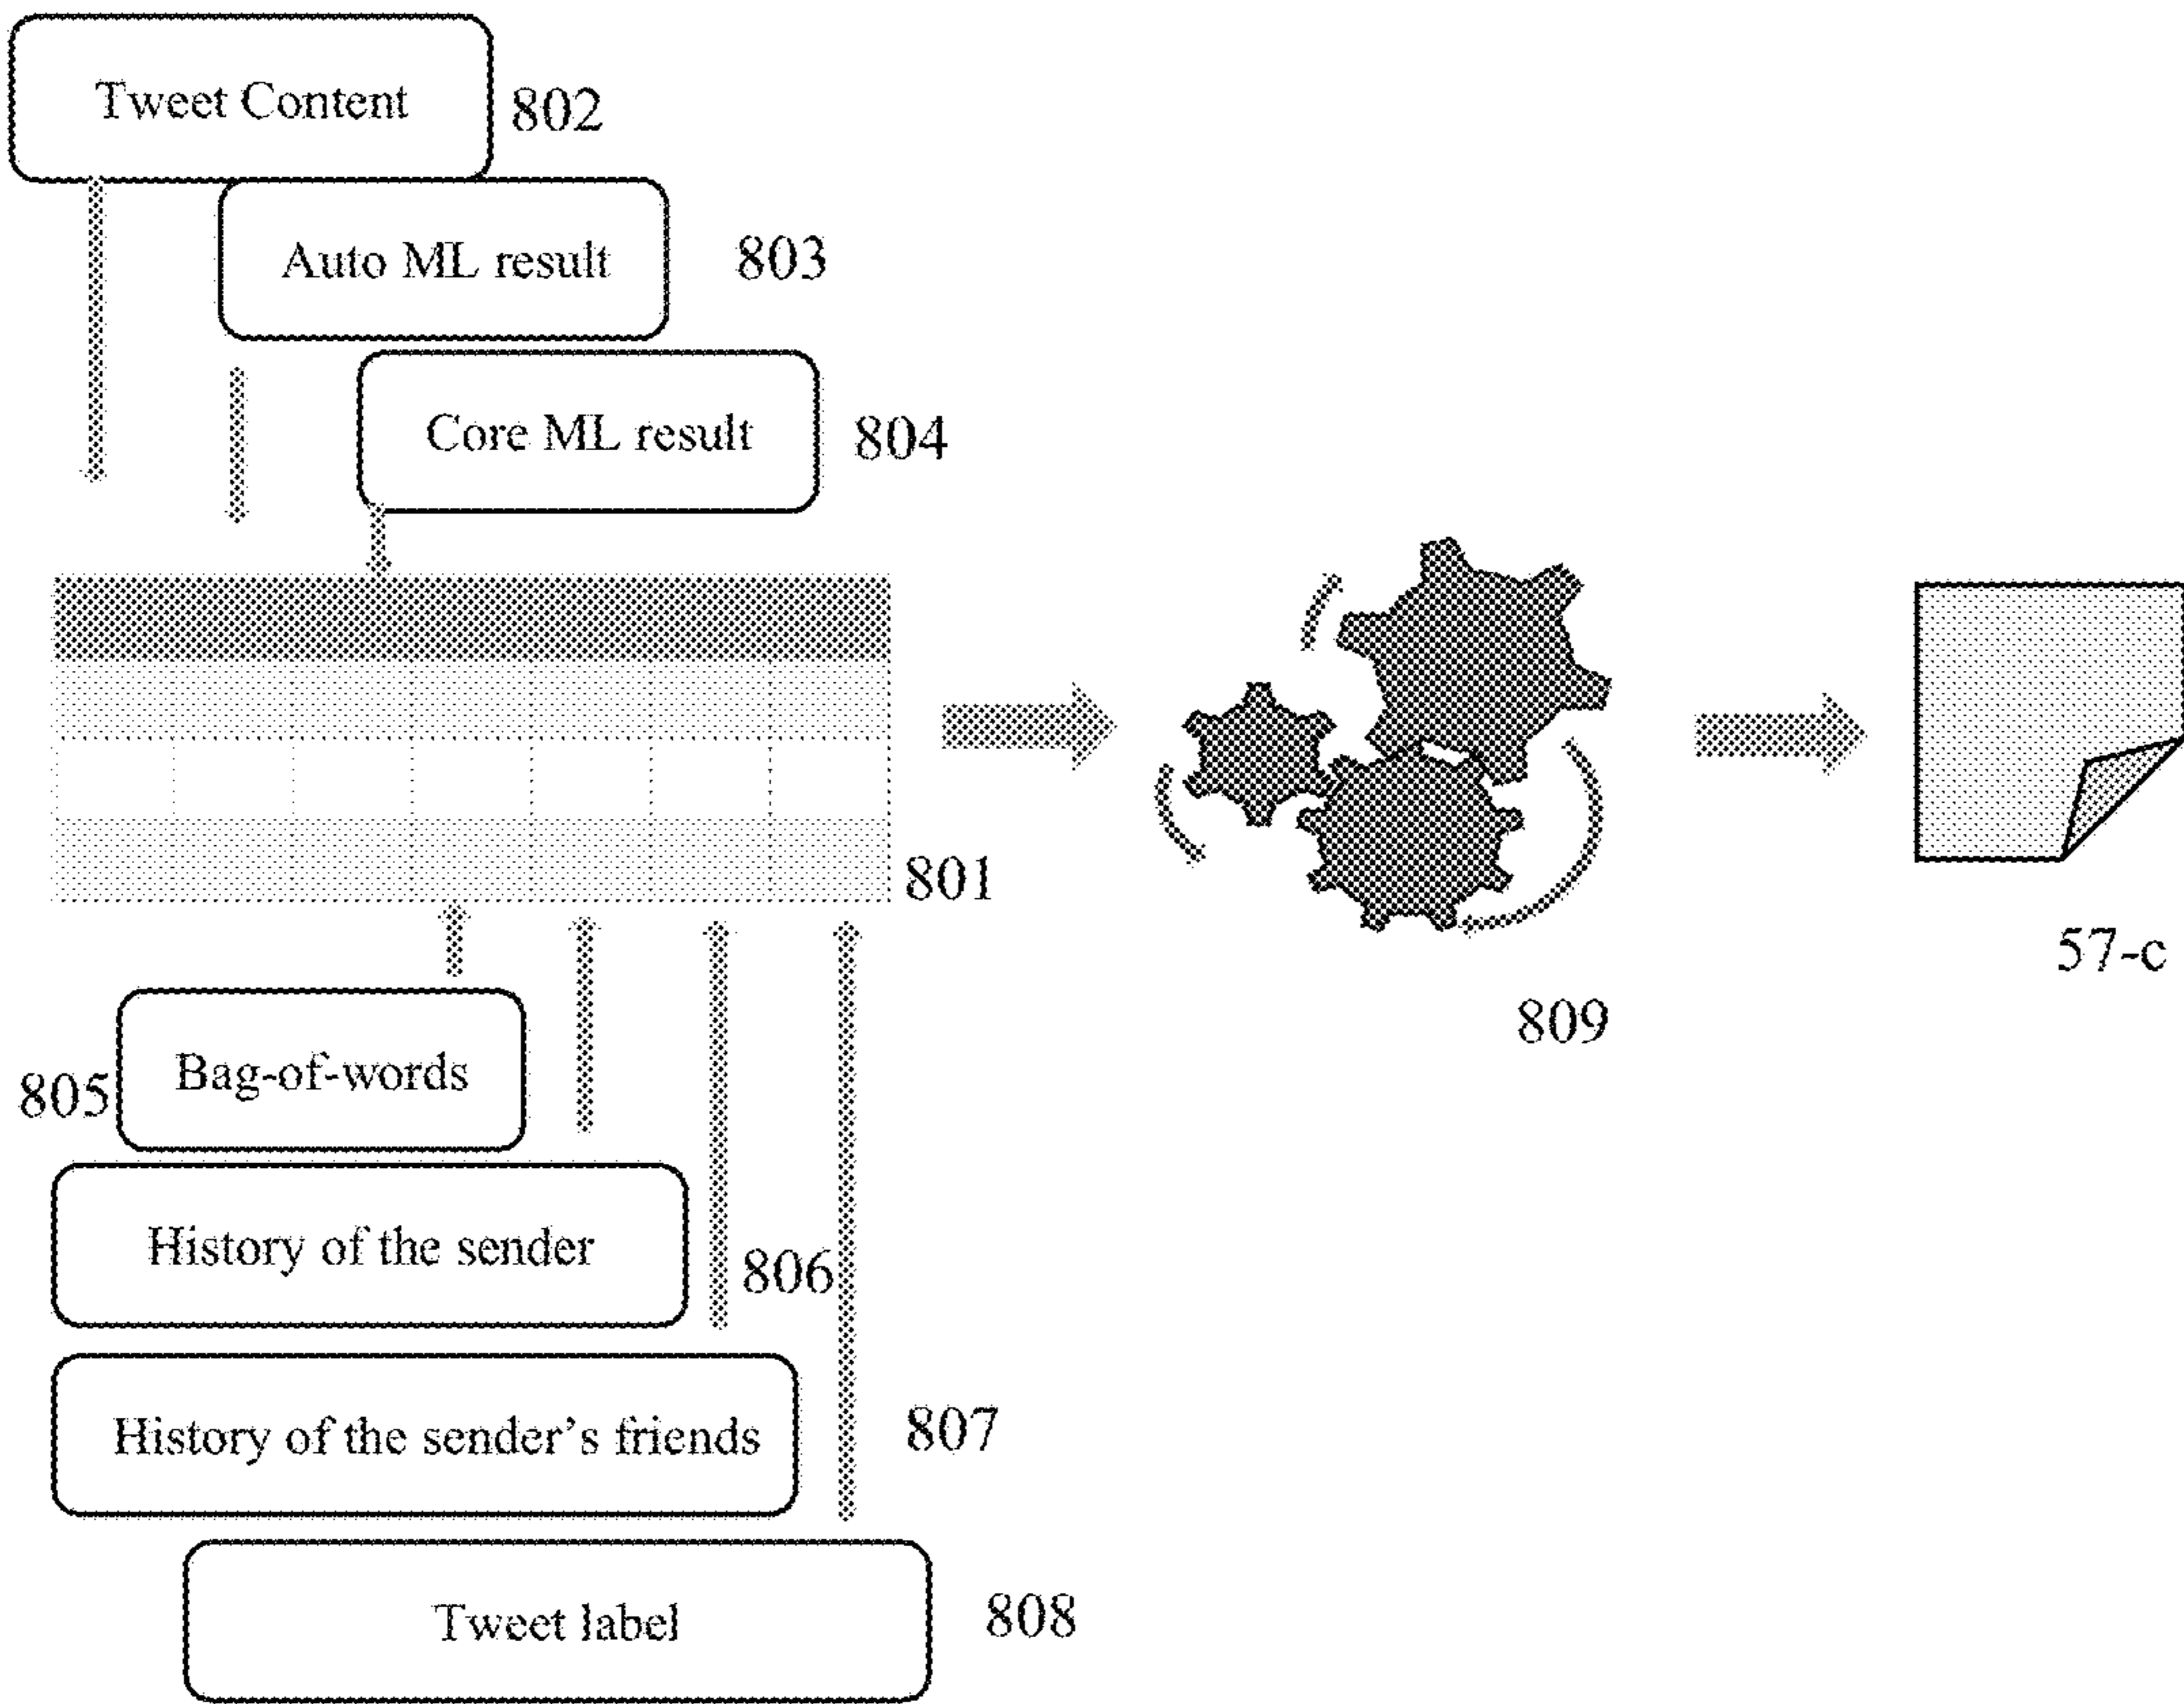 Tweet Content
802
Auto ML result
803
Core ML result
804
801
57-c
809
Bag-of-words
805
History of the sender
806
History of the sender's friends
807
Tweet label
808